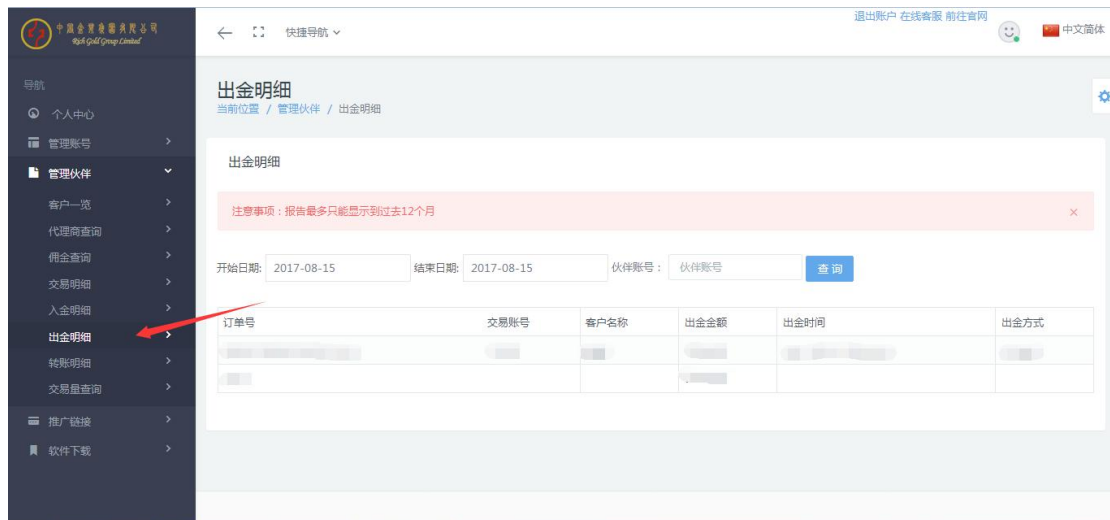 Rich Gold Group Limited
快捷导航
退出账户 在线客服 前往官网
中文简体
导航
个人中心
管理账号
管理伙伴
客户一览
代理商查询
佣金查询
交易明细
入金明细
出金明细
转账明细
交易量查询
推广链接
软件下载
出金明细
当前位置 / 管理伙伴 / 出金明细
出金明细
注意事项：报告最多只能显示到过去12个月
×
开始日期: 2017-08-15 结束日期: 2017-08-15 伙伴账号： 伙伴账号 查询
订单号 交易账号 客户名称 出金金额 出金时间 出金方式